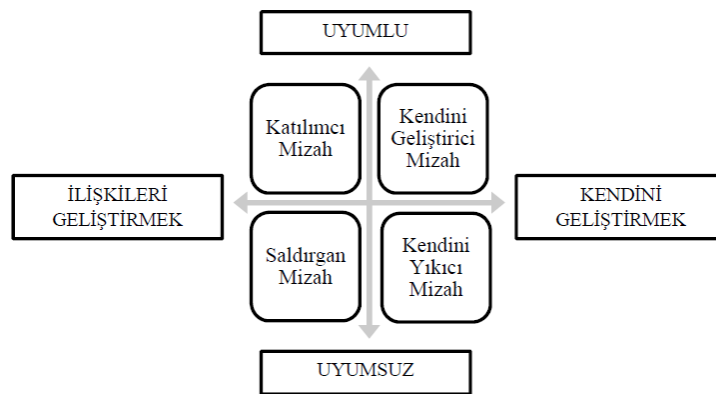 UYUMLU
Katılımcı
Mizah
Kendini
Geliştirici
Mizah
İLİŞKİLERİ
GELİŞTİRMEK
KENDİNİ
GELİŞTİRMEK
Saldırgan
Mizah
Kendini
Yıkıcı
Mizah
UYUMSUZ